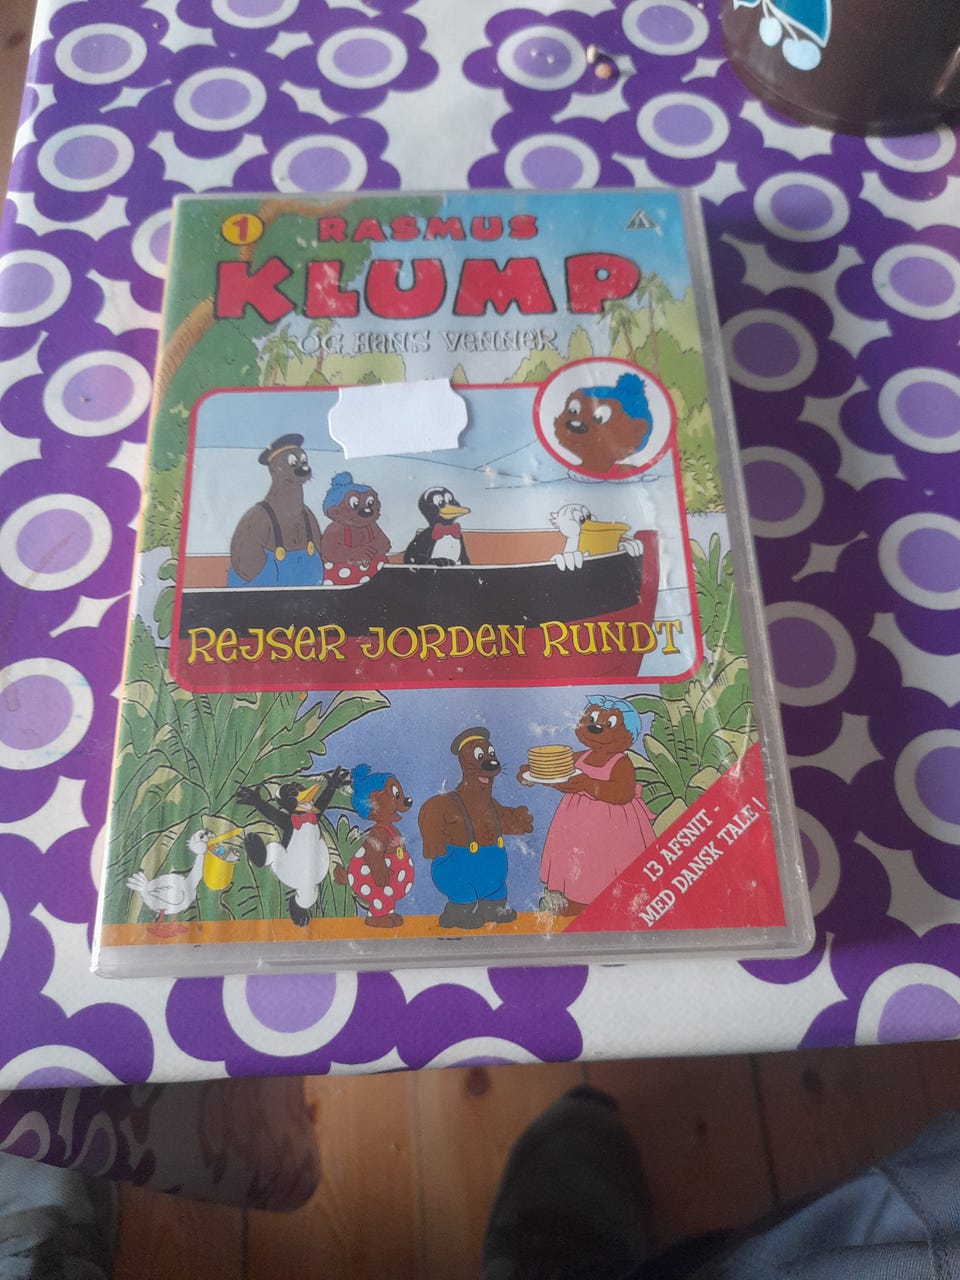 1
RASMUS
KLUMP
OG HANS VENNER
REJSER JORDEN RUNDT
13 AFSNIT -
MED DANSK TALE!